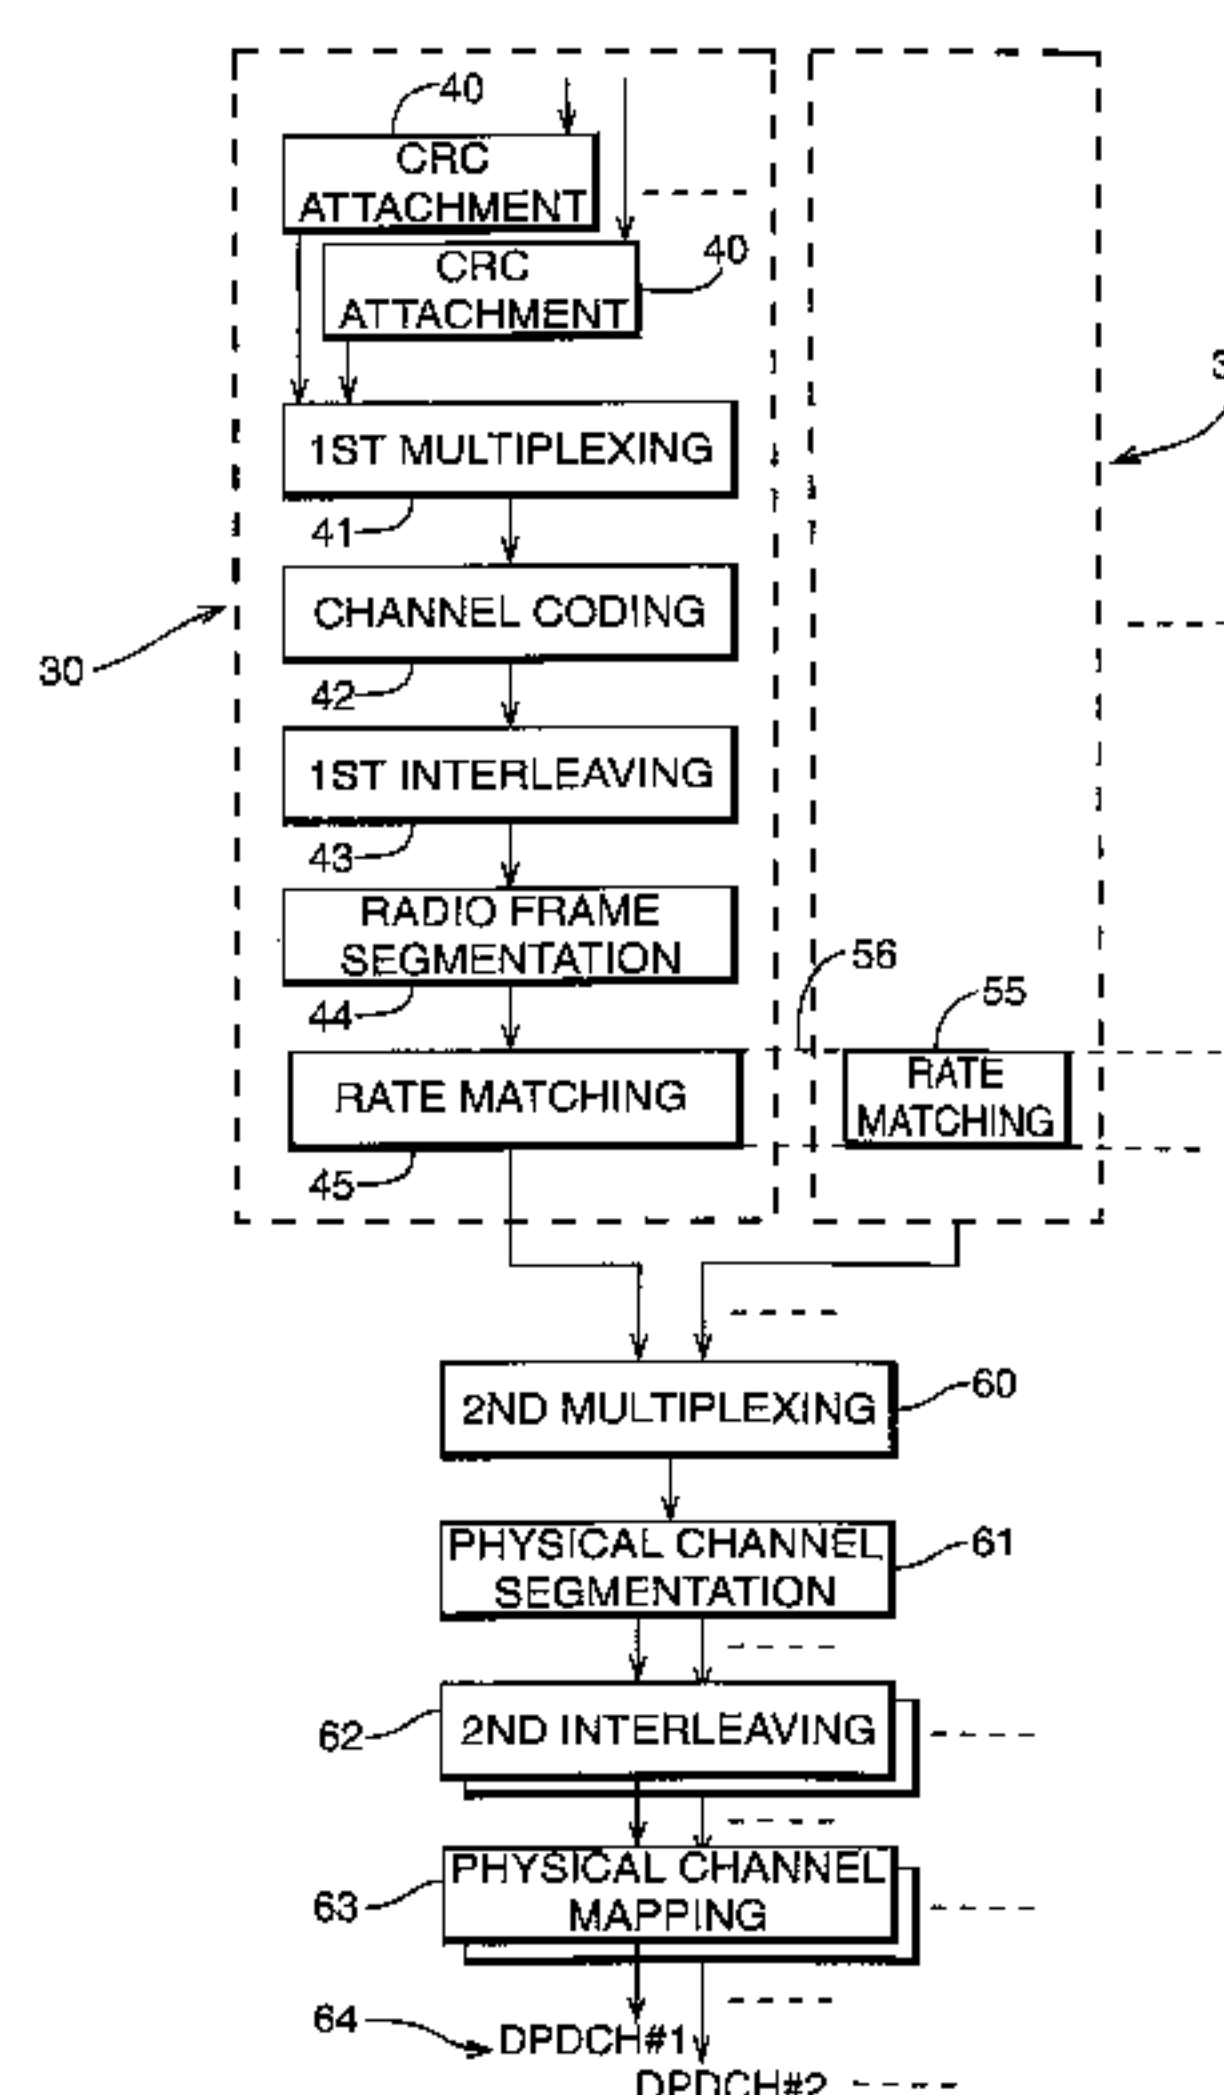 40
CRC
ATTACHMENT
40
CRC
ATTACHMENT
1ST MULTIPLEXING
41
CHANNEL CODING
30
42
1ST INTERLEAVING
43
RADIO FRAME
SEGMENTATION
44
56
55
RATE MATCHING
RATE
MATCHING
45
2ND MULTIPLEXING
60
PHYSICAL CHANNEL
SEGMENTATION
61
62
2ND INTERLEAVING
PHYSICAL CHANNEL
MAPPING
63
64
DPDCH#1
DPDCH#2